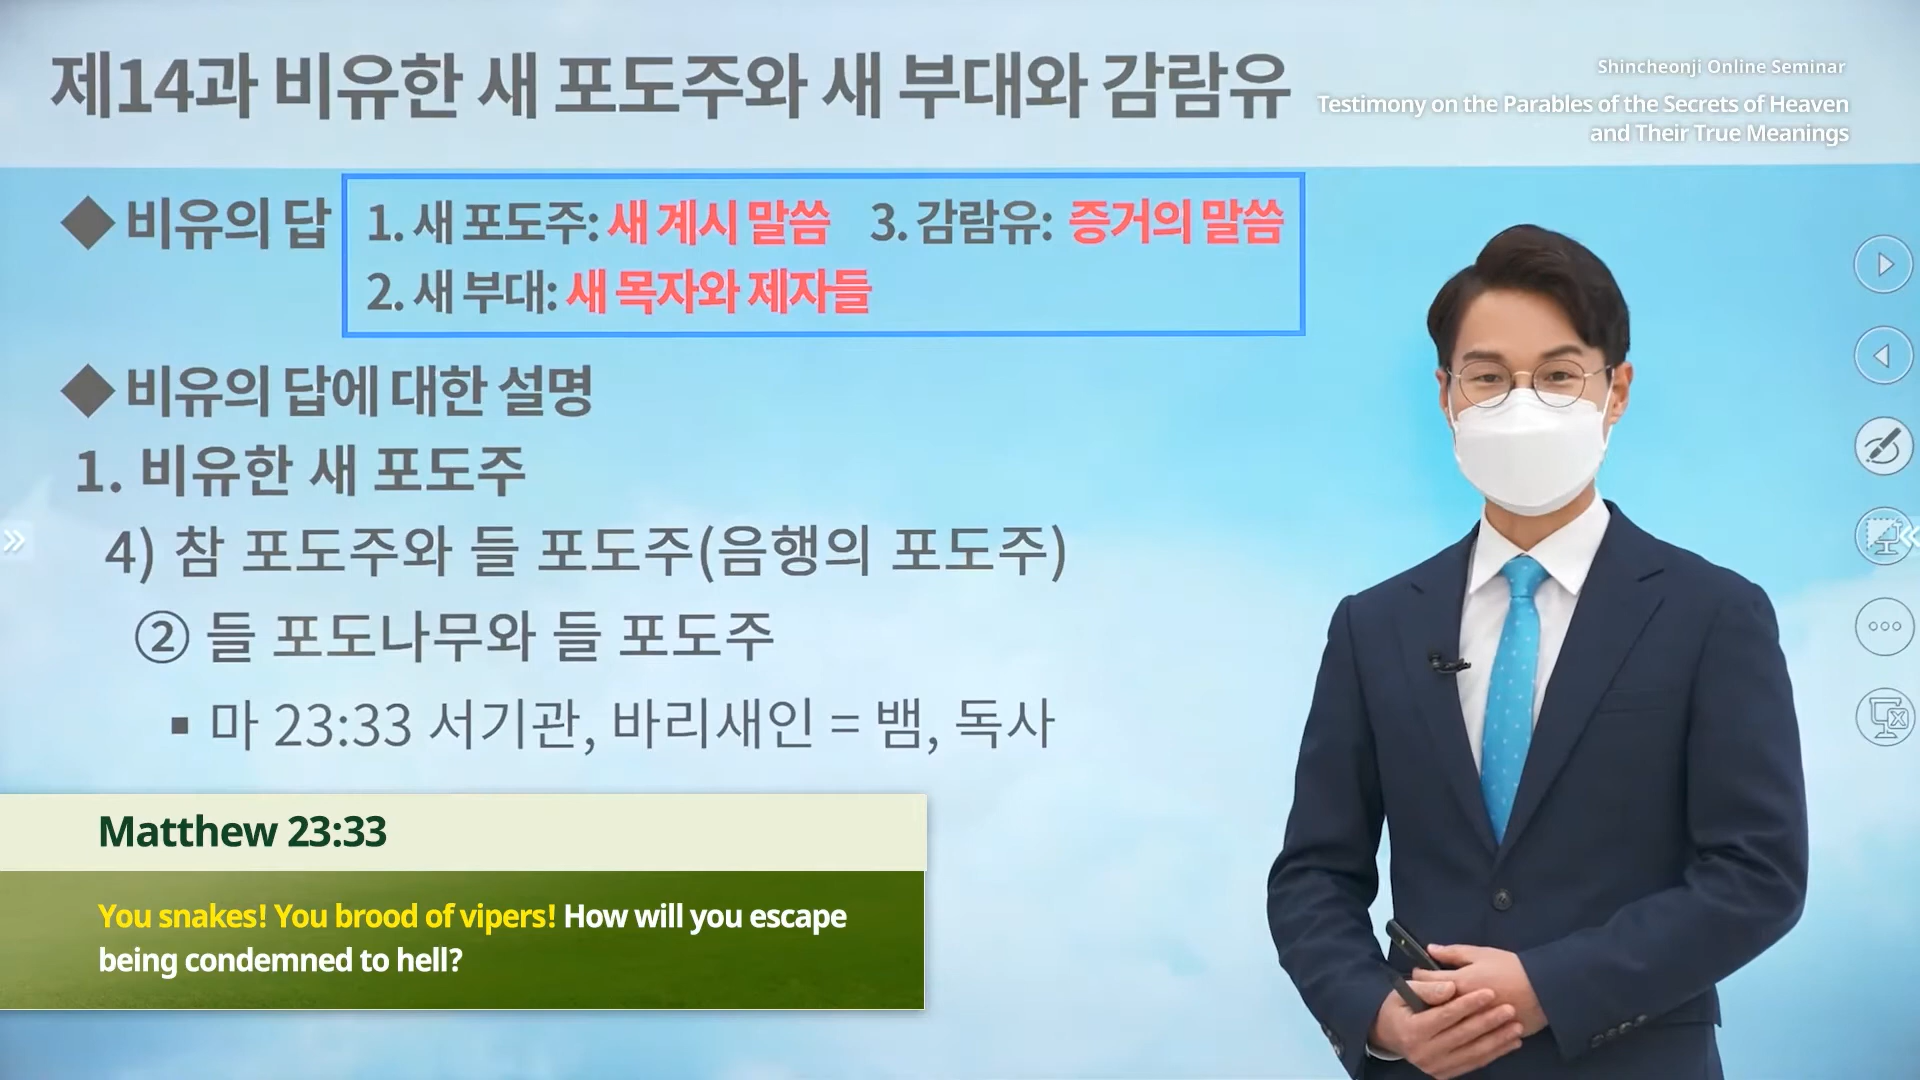 제14과 비유한 새 포도주와 새 부대와 감람유
Shincheonji Online Seminar
Testimony on the Parables of the Secrets of Heaven
and Their True Meanings
◆ 비유의 답
1. 새 포도주: 새 계시 말씀 3. 감람유: 증거의 말씀
2. 새 부대: 새 목자와 제자들
◆ 비유의 답에 대한 설명
1. 비유한 새 포도주
4) 참 포도주와 들 포도주(음행의 포도주)
② 들 포도나무와 들 포도주
▪ 마 23:33 서기관, 바리새인 = 뱀, 독사
Matthew 23:33
You snakes! You brood of vipers! How will you escape
being condemned to hell?